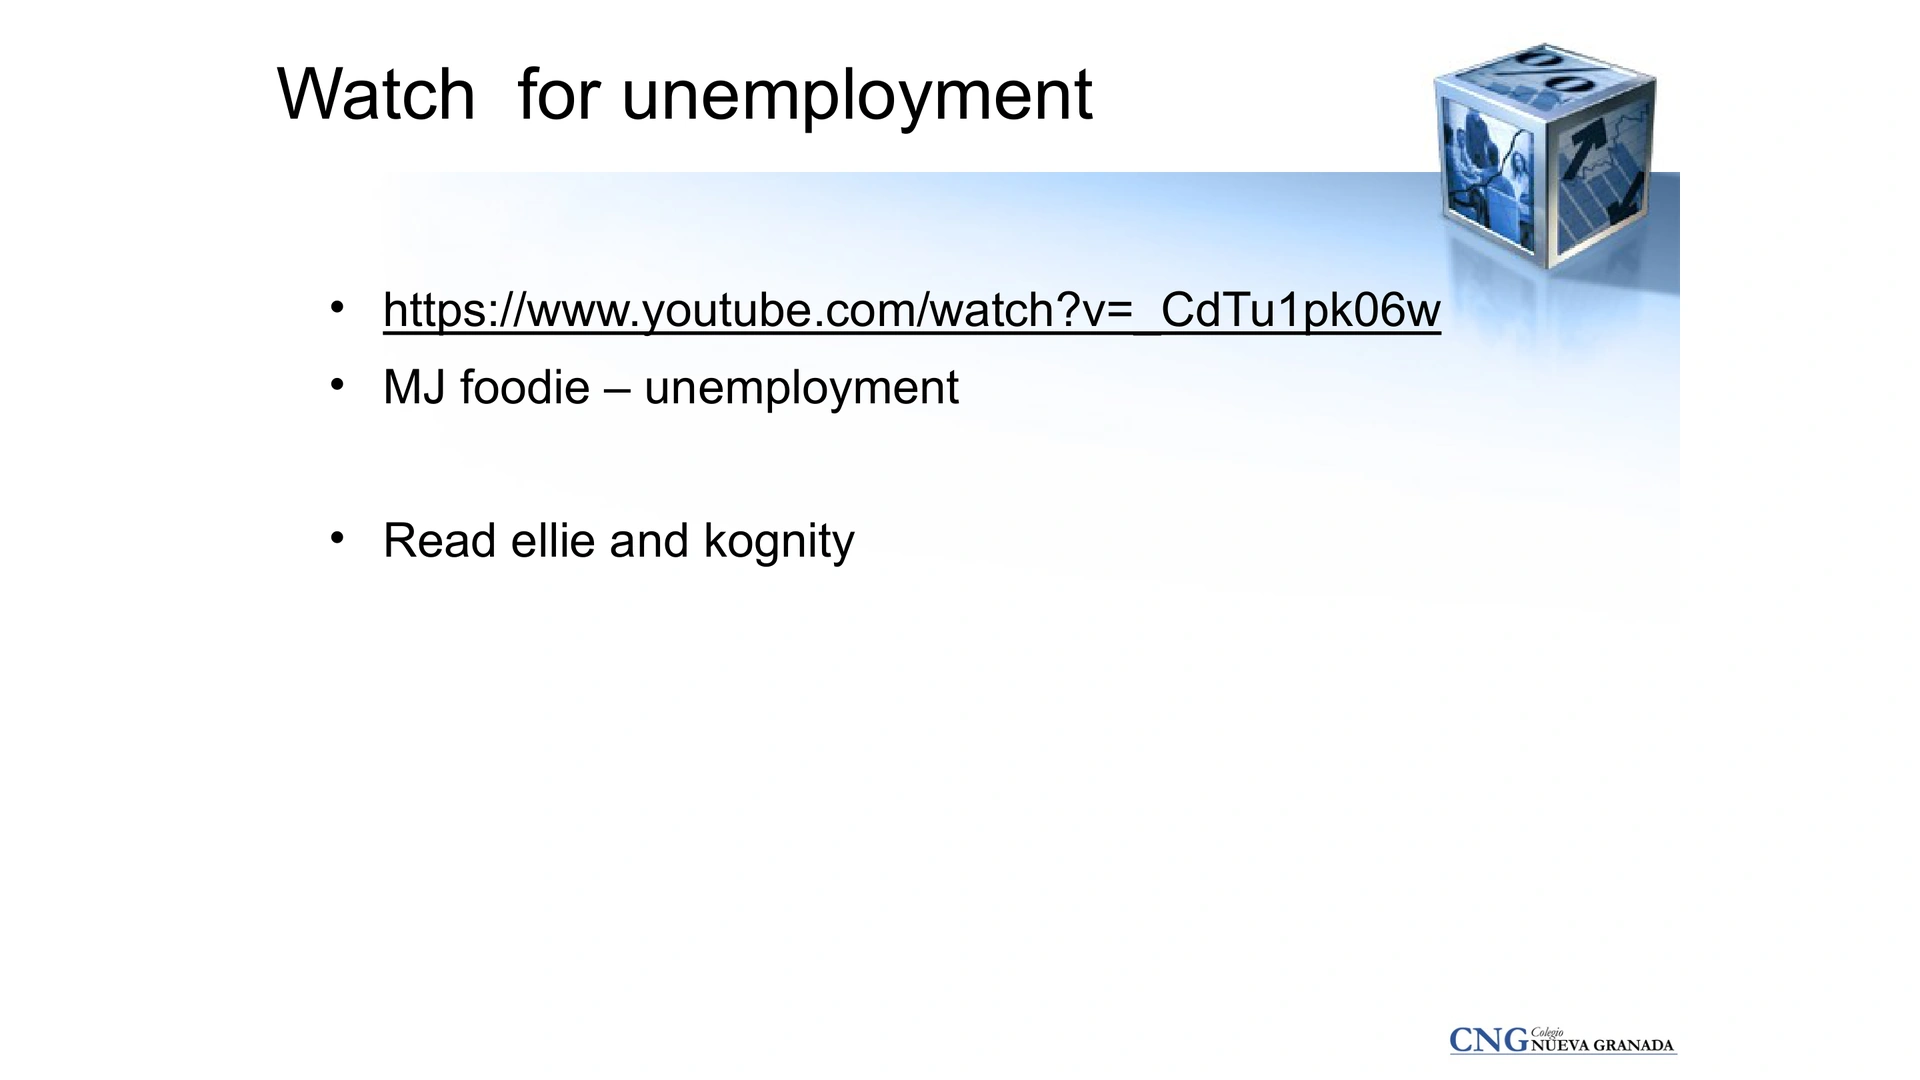 Watch  for unemployment
%
• https://www.youtube.com/watch?v=_CdTu1pk06w
• MJ foodie – unemployment
• Read ellie and kognity
CNG Colegio
NUEVA GRANADA